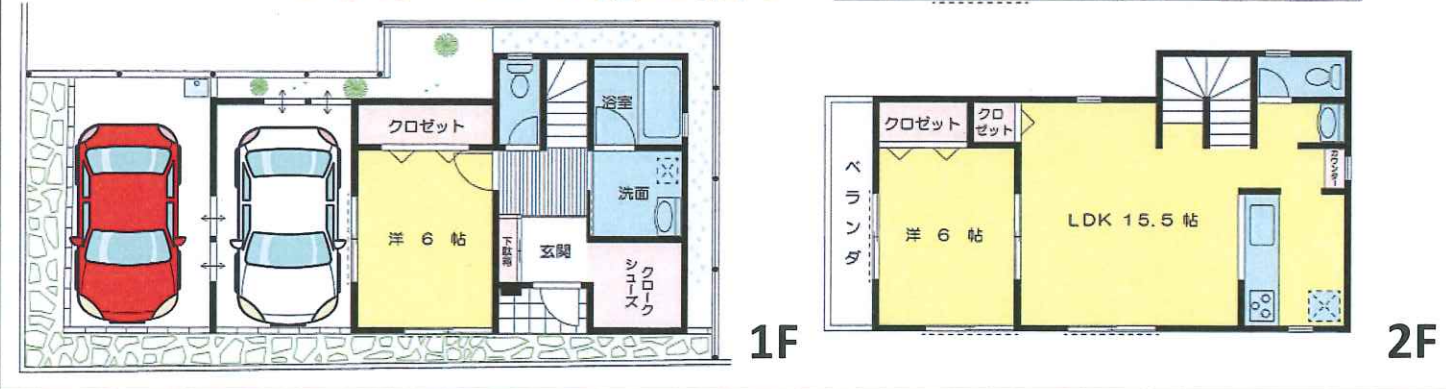 クロゼット
浴室
洋 6 帖
洗面
下駄箱
玄関
シューズ
クローク
1F
クロゼット
クロ
ゼット
ベランダ
洋 6 帖
LDK 15.5 帖
カウンター
2F